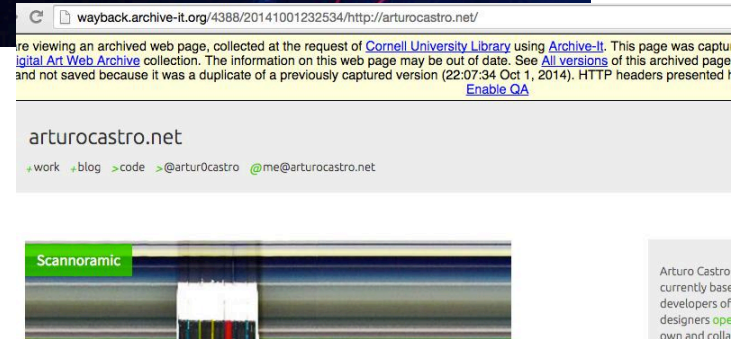 wayback.archive-it.org/4388/20141001232534/http://arturocastro.net/
re viewing an archived web page, collected at the request of Cornell University Library using Archive-It. This page was captu
igital Art Web Archive collection. The information on this web page may be out of date. See All versions of this archived page
and not saved because it was a duplicate of a previously captured version (22:07:34 Oct 1, 2014). HTTP headers presented h
Enable QA
arturocastro.net
+work +blog >code >@artur0castro @me@arturocastro.net
Scannoramic
Arturo Castro
currently base
developers of
designers ope
own and colla